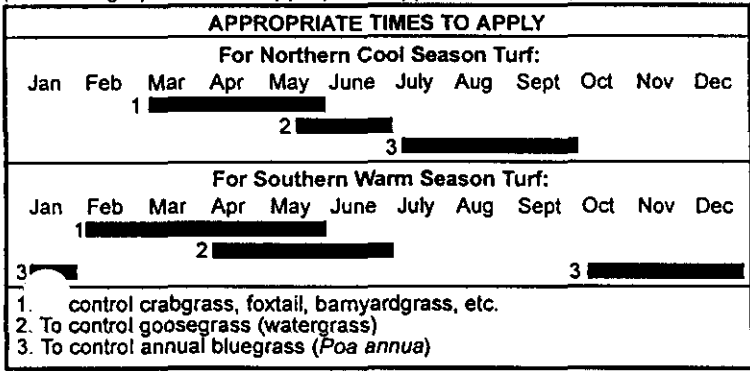 APPROPRIATE TIMES TO APPLY
For Northern Cool Season Turf:
Jan Feb Mar Apr May June July Aug Sept Oct Nov Dec
1
2
3
For Southern Warm Season Turf:
Jan Feb Mar Apr May June July Aug Sept Oct Nov Dec
1
2
3 3
1. control crabgrass, foxtail, barnyardgrass, etc.
2. To control goosegrass (watergrass)
3. To control annual bluegrass (Poa annua)